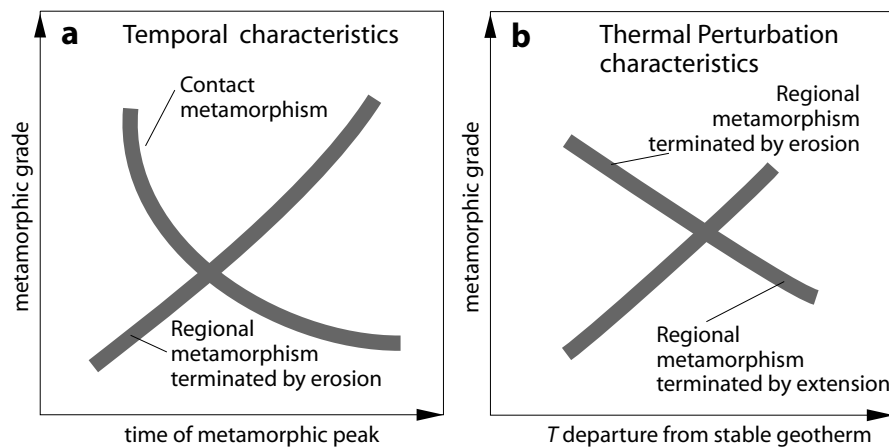 a Temporal characteristics
Contact
metamorphism
Regional
metamorphism
terminated by erosion
metamorphic grade
time of metamorphic peak
b Thermal Perturbation
characteristics
Regional
metamorphism
terminated by erosion
Regional
metamorphism
terminated by extension
metamorphic grade
T departure from stable geotherm